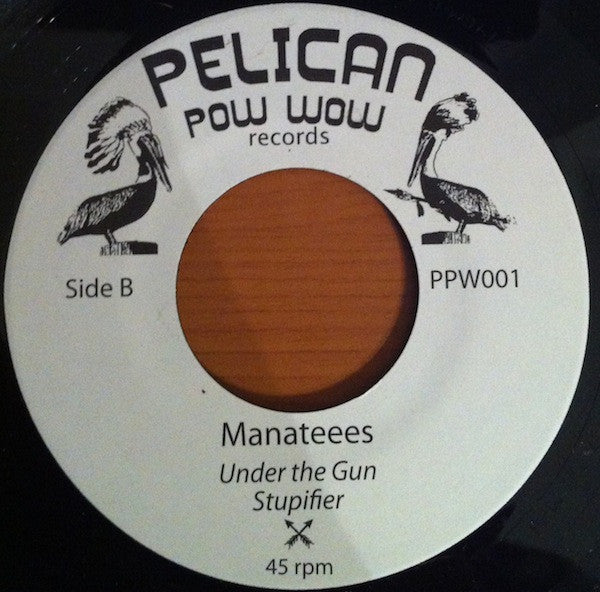 PELICAN
POW WOW
records
Side B
PPW001
Manateees
Under the Gun
Stupifier
45 rpm